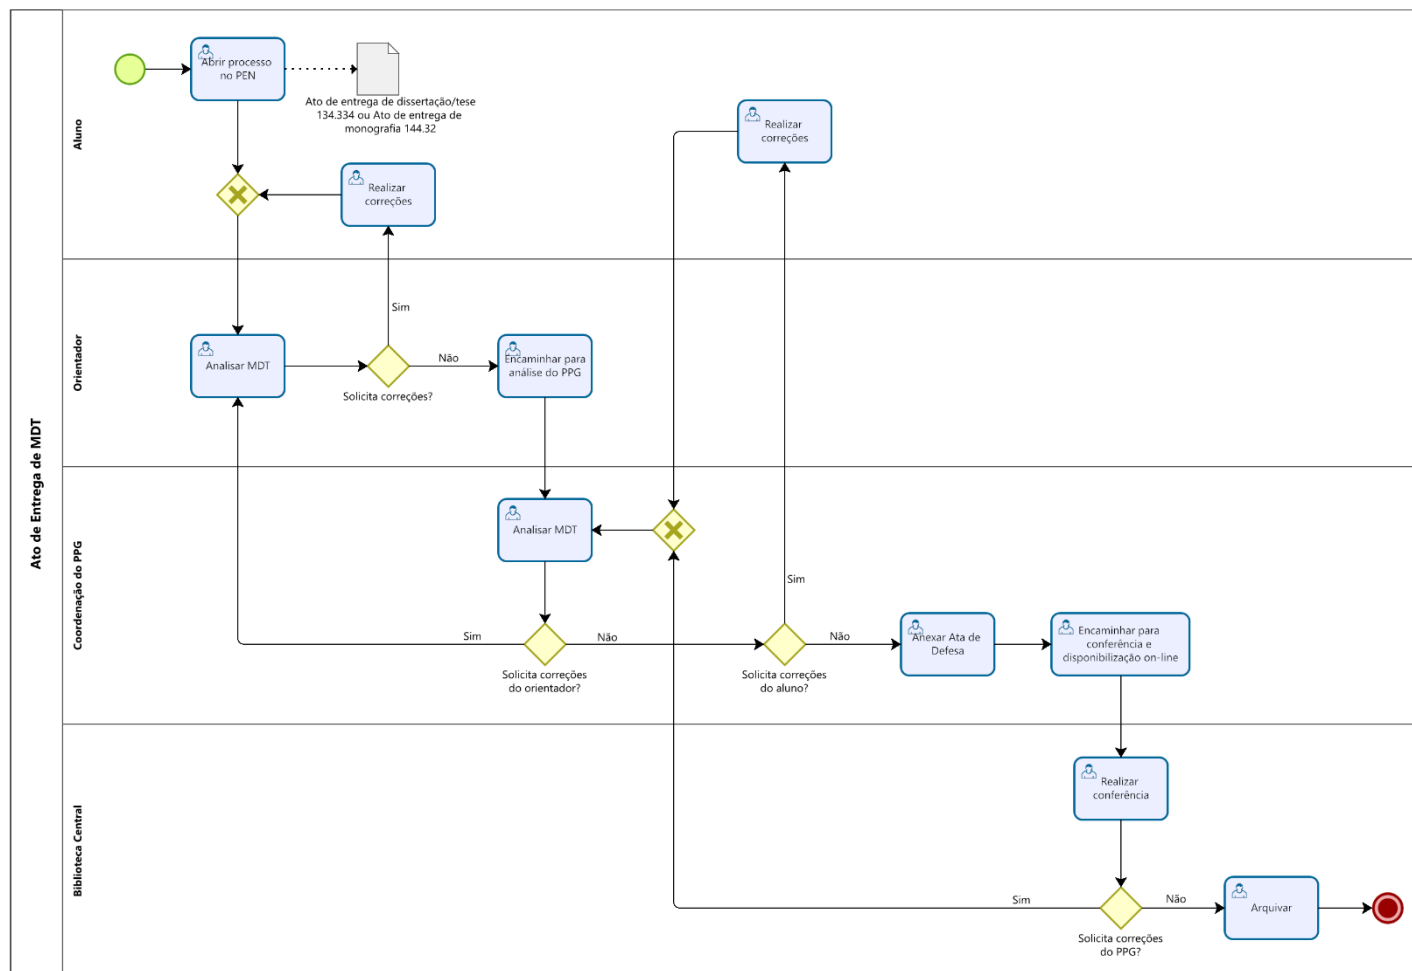 Ato de Entrega de MDT
Aluno
Abrir processo
no PEN
Ato de entrega de dissertação/tese
134.334 ou Ato de entrega de
monografia 144.32
Realizar
correções
Realizar
correções
Orientador
Sim
Analisar MDT
Solicita correções?
Não
Encaminhar para
análise do PPG
Coordenação do PPG
Analisar MDT
Sim
Sim
Solicita correções
do orientador?
Não
Solicita correções
do aluno?
Não
Anexar Ata de
Defesa
Encaminhar para
conferência e
disponibilização on-line
Biblioteca Central
Realizar
conferência
Sim
Solicita correções
do PPG?
Não
Arquivar